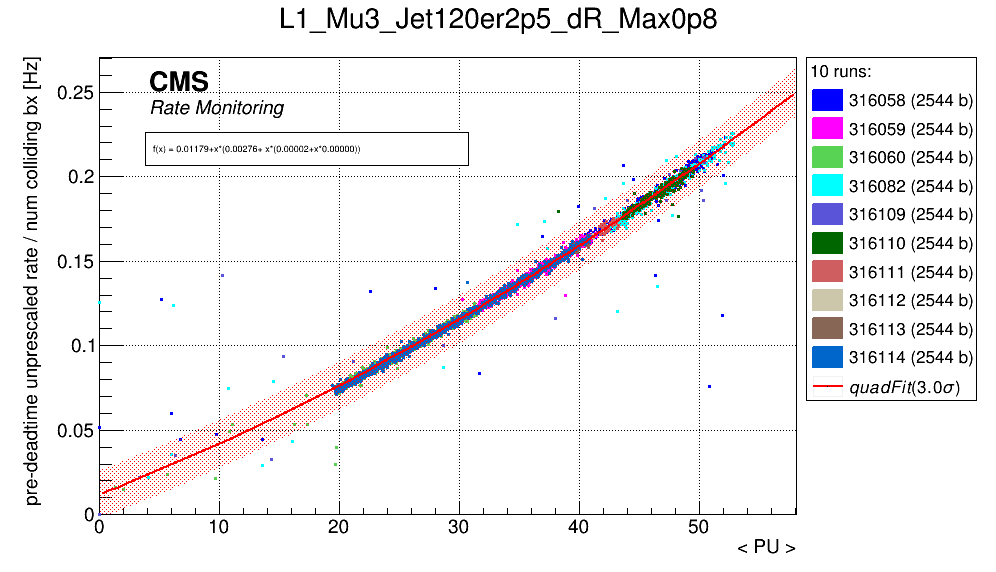 L1_Mu3_Jet120er2p5_dR_Max0p8
pre-deadtime unprescaled rate / num colliding bx [Hz]
CMS
Rate Monitoring
f(x) = 0.01179+x*(0.00276+ x*(0.00002+x*0.00000))
0.25
0.2
0.15
0.1
0.05
0
0 10 20 30 40 50
< PU >
10 runs:
316058 (2544 b)
316059 (2544 b)
316060 (2544 b)
316082 (2544 b)
316109 (2544 b)
316110 (2544 b)
316111 (2544 b)
316112 (2544 b)
316113 (2544 b)
316114 (2544 b)
quadFit(3.0σ)